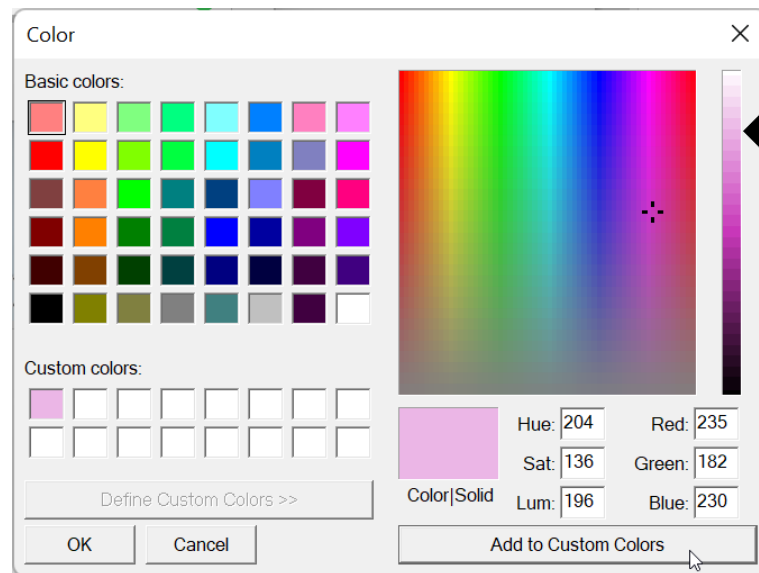 Color
Basic colors:
Custom colors:
Define Custom Colors >>
OK
Cancel
Color|Solid
Hue: 204
Sat: 136
Lum: 196
Red: 235
Green: 182
Blue: 230
Add to Custom Colors